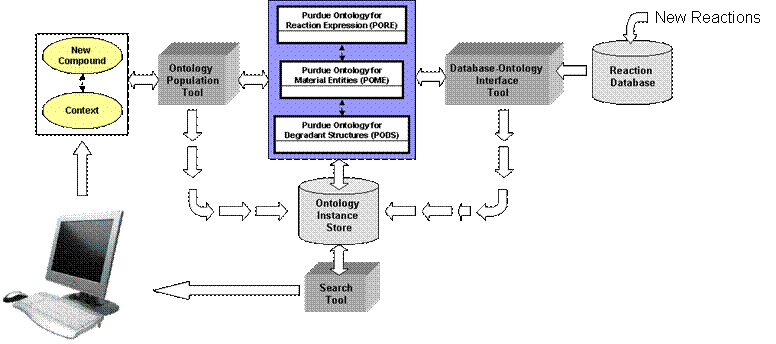 New Reactions
New
Compound
Context
Ontology
Population
Tool
Purdue Ontology for
Reaction Expression (PORE)
Purdue Ontology for
Material Entities (POME)
Purdue Ontology for
Degradant Structures (PODS)
Database-Ontology
Interface
Tool
Reaction
Database
Ontology
Instance
Store
Search
Tool